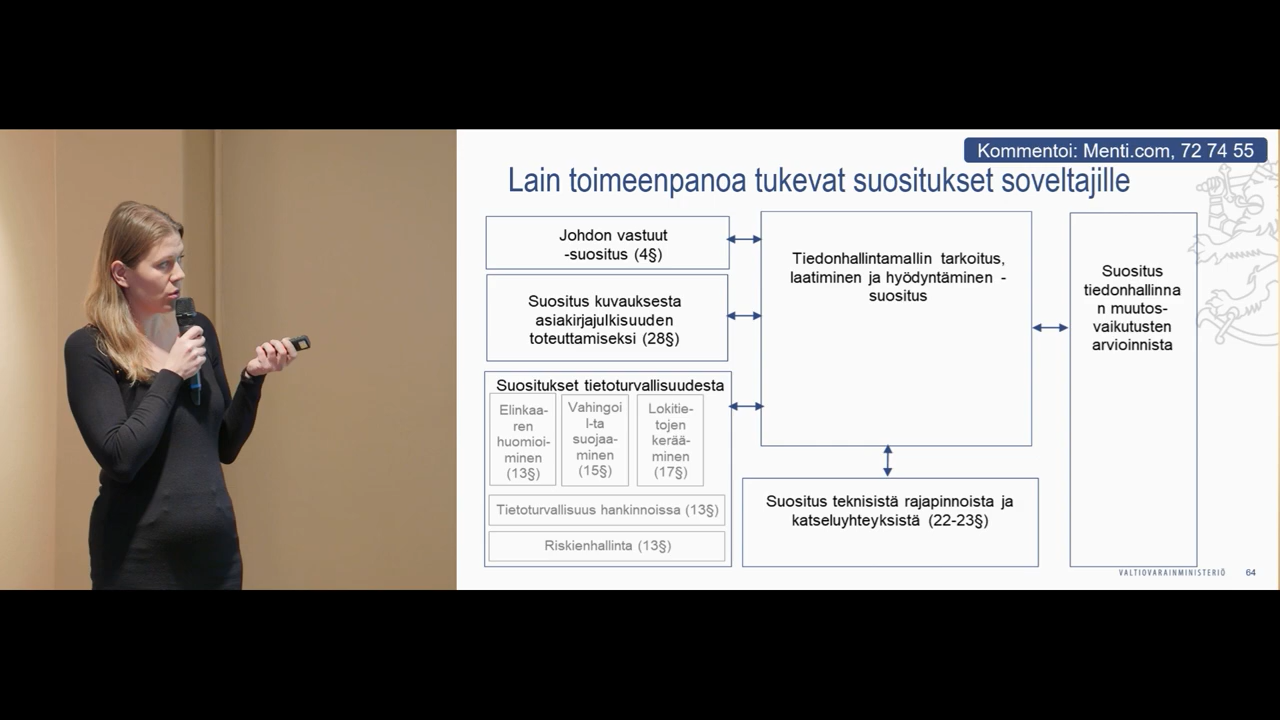 Kommentoi: Menti.com, 72 74 55
Lain toimeenpanoa tukevat suositukset soveltajille
Johdon vastuut
-suositus (4§)
Suositus kuvauksesta
asiakirjajulkisuuden
toteuttamiseksi (28§)
Suositukset tietoturvallisuudesta
Elinkaa-
ren
huomioi-
minen
(13§)
Vahingoi
l-ta
suojaa-
minen
(15§)
Lokitie-
tojen
kerää-
minen
(17§)
Tietoturvallisuus hankinnoissa (13§)
Riskienhallinta (13§)
Tiedonhallintamallin tarkoitus,
laatiminen ja hyödyntäminen -
suositus
Suositus teknisistä rajapinnoista ja
katseluyhteyksistä (22-23§)
Suositus
tiedonhallinna
n muutos-
vaikutusten
arvioinnista
VALTIOVARAINMINISTERIÖ 64